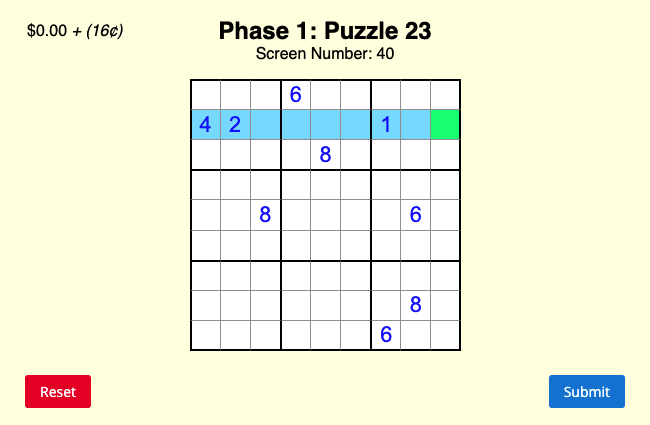 $0.00 + (16¢)
Phase 1: Puzzle 23
Screen Number: 40
6
4 2 1
8
8 6
8
6
Reset
Submit